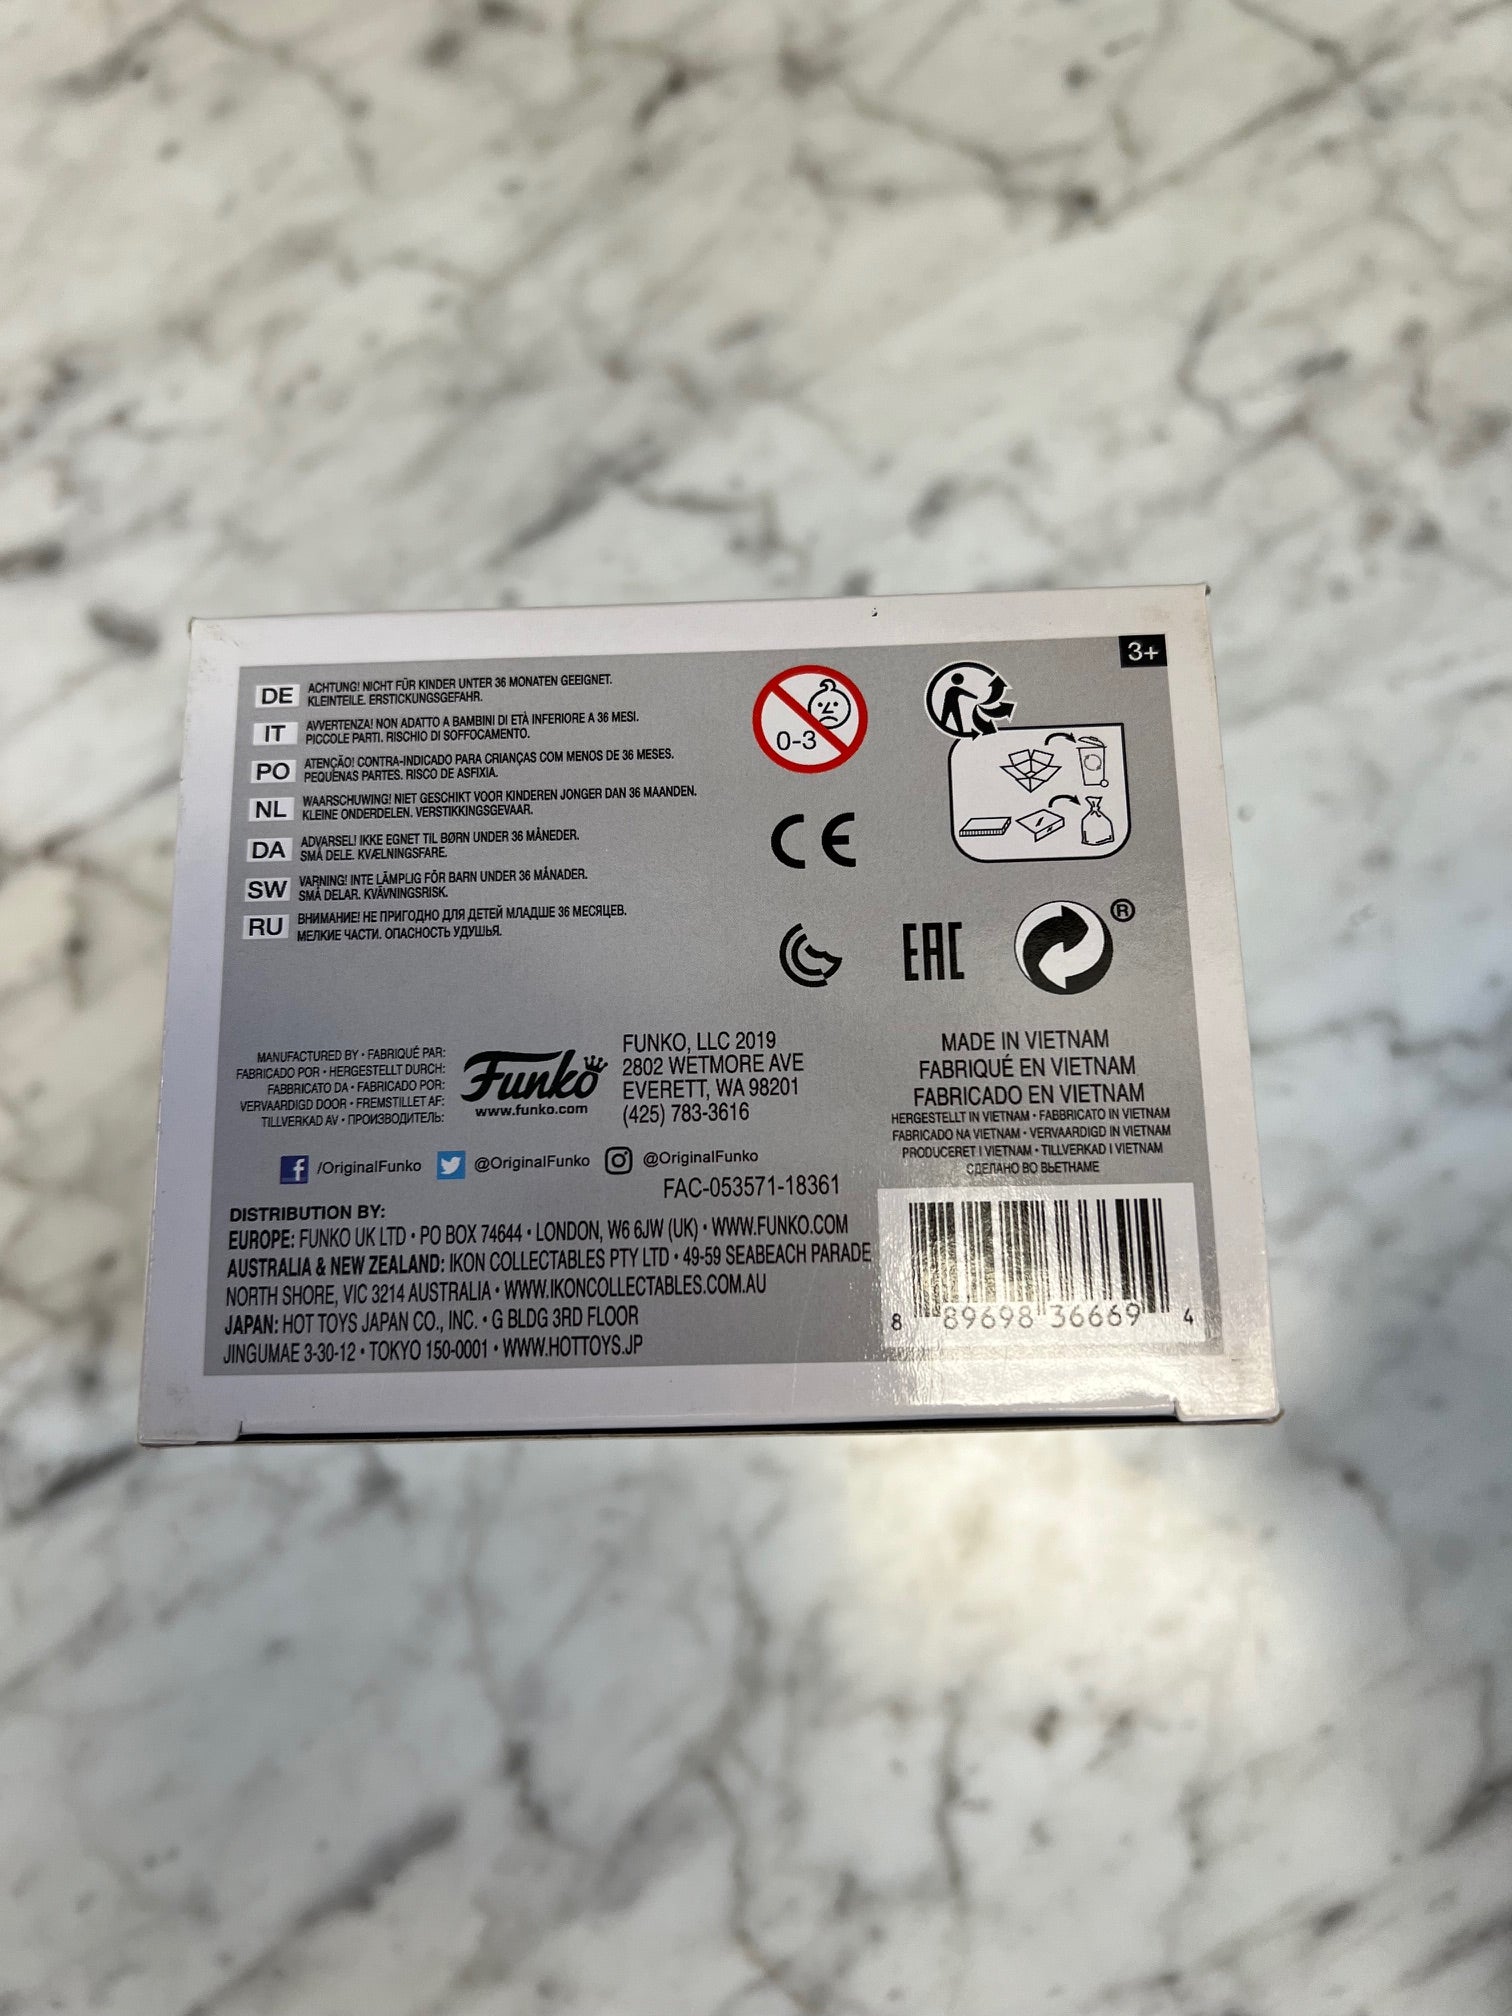 3+
DE ACHTUNG! NICHT FÜR KINDER UNTER 36 MONATEN GEEIGNET.
KLEINTEILE. ERSTICKUNGSGEFAHR.
IT AVVERTENZA! NON ADATTO A BAMBINI DI ETÀ INFERIORE A 36 MESI.
PICCOLE PARTI. RISCHIO DI SOFFOCAMENTO.
PO ATENÇÃO! CONTRA-INDICADO PARA CRIANÇAS COM MENOS DE 36 MESES.
PEQUENAS PARTES. RISCO DE ASFIXIA.
NL WAARSCHUWING! NIET GESCHIKT VOOR KINDEREN JONGER DAN 36 MAANDEN.
KLEINE ONDERDELEN. VERSTIKKINGSGEVAAR.
DA ADVARSEL! IKKE EGNET TIL BØRN UNDER 36 MÅNEDER.
SMÅ DELE. KVÆLNINGSFARE.
SW VARNING! INTE LÄMPLIG FÖR BARN UNDER 36 MÅNADER.
SMÅ DELAR. KVÄVNINGSRISK.
RU ВНИМАНИЕ! НЕ ПРИГОДНО ДЛЯ ДЕТЕЙ МЛАДШЕ 36 МЕСЯЦЕВ.
МЕЛКИЕ ЧАСТИ. ОПАСНОСТЬ УДУШЬЯ.
0-3
CE
EAC
®
MANUFACTURED BY • FABRIQUÉ PAR:
FABRICADO POR • HERGESTELLT DURCH:
FABBRICATO DA • FABRICADO POR:
VERVAARDIGD DOOR • FREMSTILLET AF:
TILLVERKAD AV • ПРОИЗВОДИТЕЛЬ:
Funko
www.funko.com
FUNKO, LLC 2019
2802 WETMORE AVE
EVERETT, WA 98201
(425) 783-3616
MADE IN VIETNAM
FABRIQUÉ EN VIETNAM
FABRICADO EN VIETNAM
HERGESTELLT IN VIETNAM • FABBRICATO IN VIETNAM
FABRICADO NA VIETNAM • VERVAARDIGD IN VIETNAM
PRODUCERET I VIETNAM • TILLVERKAD I VIETNAM
СДЕЛАНО ВО ВЬЕТНАМЕ
/OriginalFunko @OriginalFunko @OriginalFunko
FAC-053571-18361
DISTRIBUTION BY:
EUROPE: FUNKO UK LTD • PO BOX 74644 • LONDON, W6 6JW (UK) • WWW.FUNKO.COM
AUSTRALIA & NEW ZEALAND: IKON COLLECTABLES PTY LTD • 49-59 SEABEACH PARADE
NORTH SHORE, VIC 3214 AUSTRALIA • WWW.IKONCOLLECTABLES.COM.AU
JAPAN: HOT TOYS JAPAN CO., INC. • G BLDG 3RD FLOOR
JINGUMAE 3-30-12 • TOKYO 150-0001 • WWW.HOTTOYS.JP
8 89698 36669 4